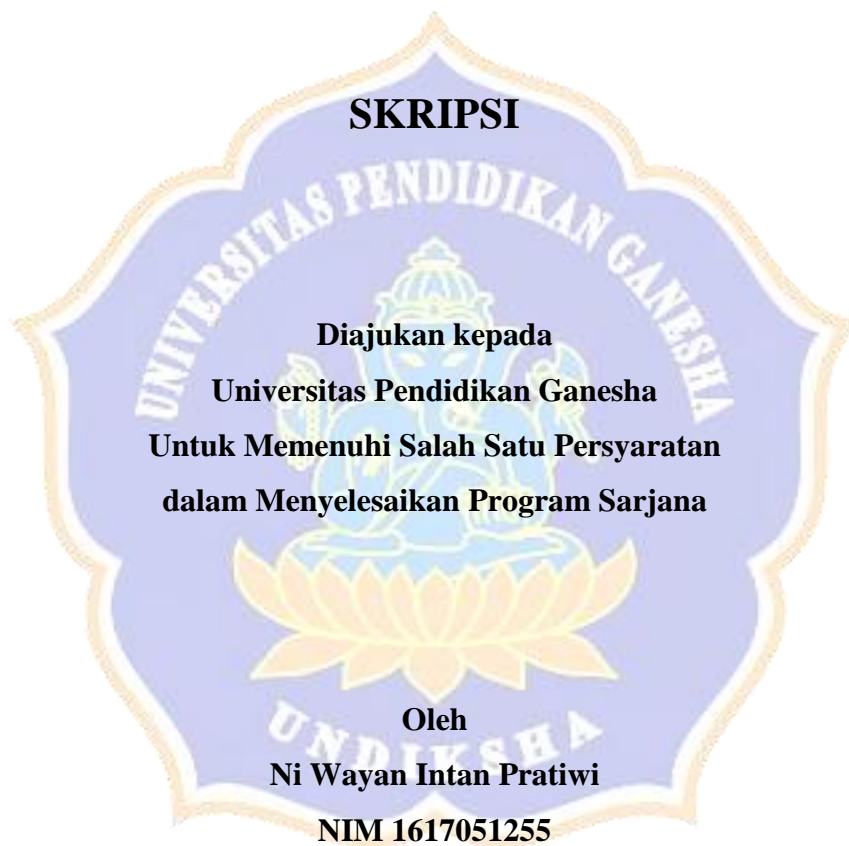 SKRIPSI
UNIVERSITAS PENDIDIKAN GANESHA
Diajukan kepada
Universitas Pendidikan Ganesha
Untuk Memenuhi Salah Satu Persyaratan
dalam Menyelesaikan Program Sarjana
Oleh
UNDIKSHA
Ni Wayan Intan Pratiwi
NIM 1617051255